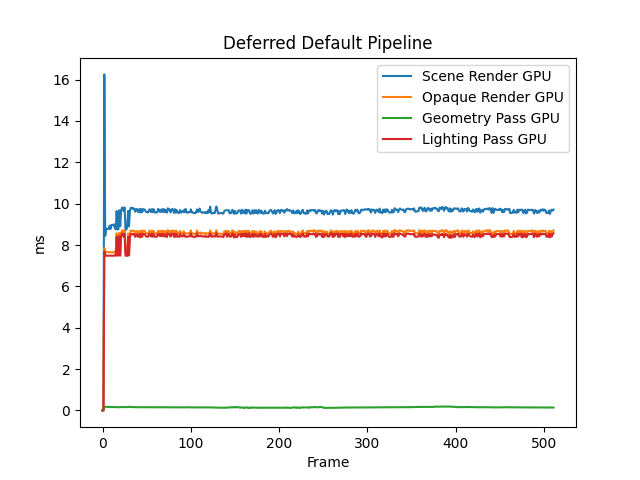 Deferred Default Pipeline
Scene Render GPU
Opaque Render GPU
Geometry Pass GPU
Lighting Pass GPU
16
14
12
10
8
6
4
2
0
ms
0 100 200 300 400 500
Frame